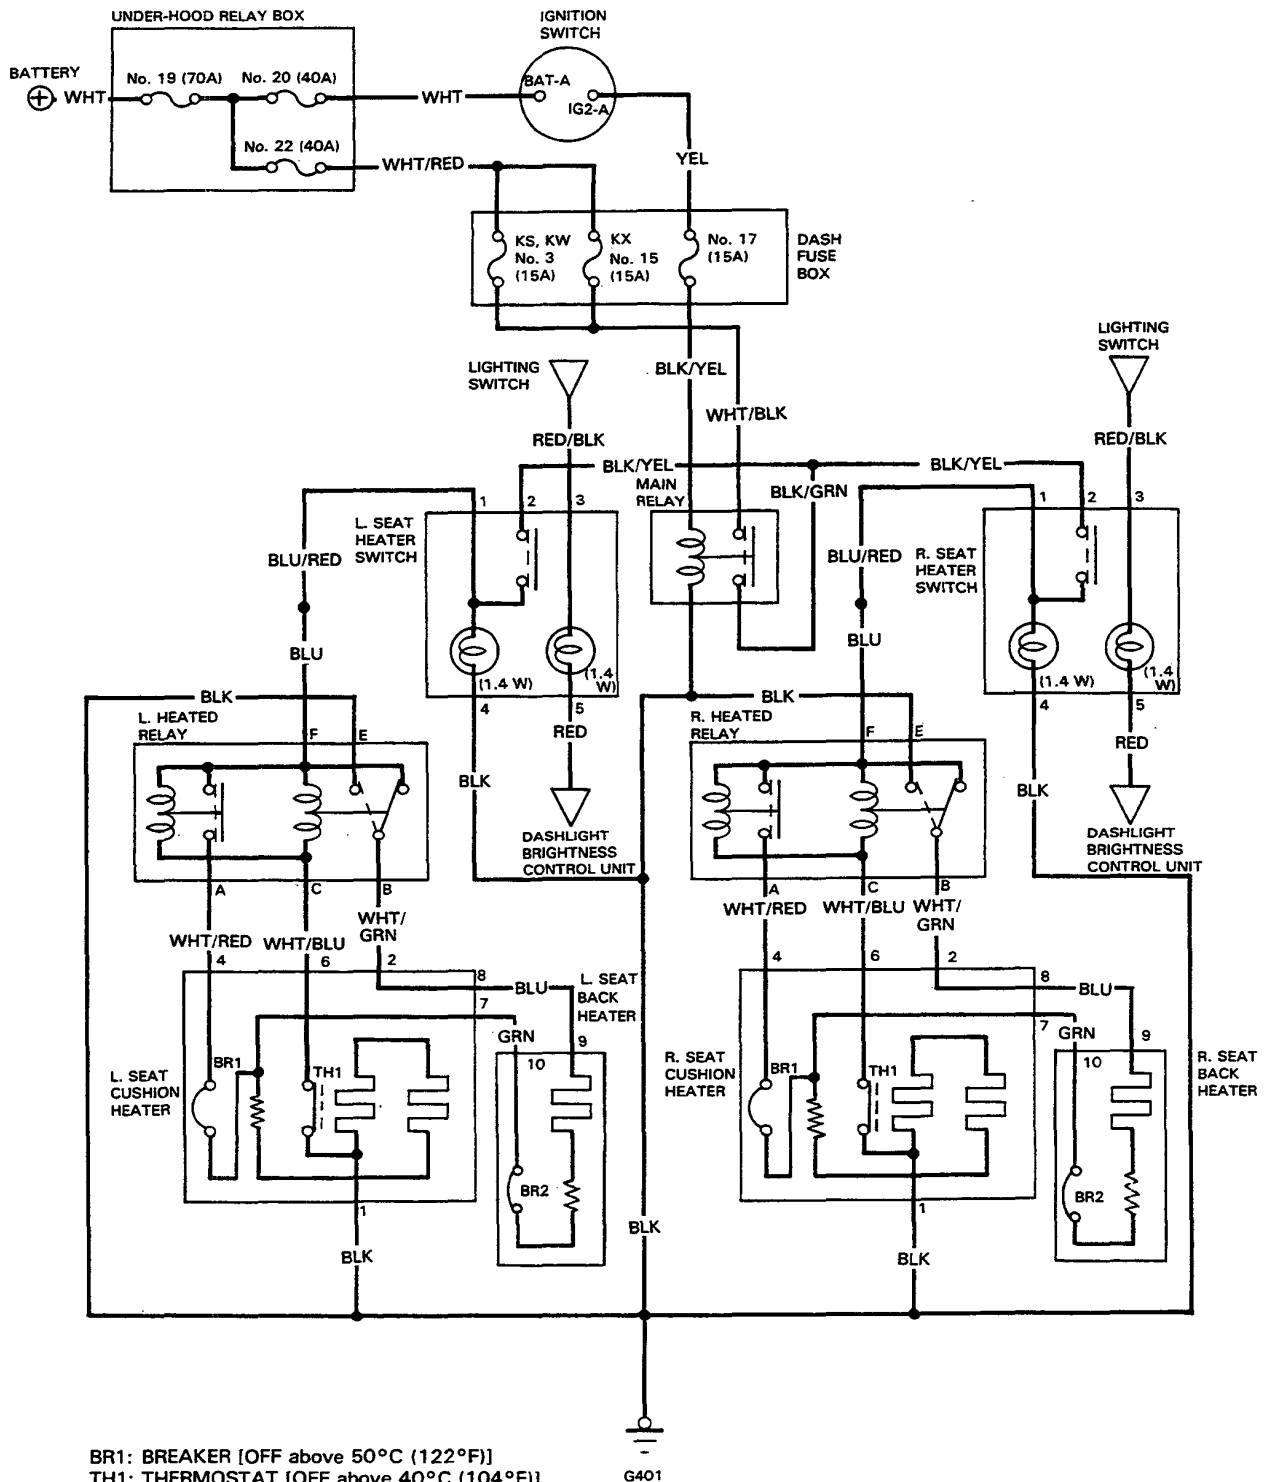 UNDER-HOOD RELAY BOX
IGNITION
SWITCH
BATTERY
WHT
No. 19 (70A)
No. 20 (40A)
No. 22 (40A)
WHT
BAT-A
IG2-A
WHT/RED
YEL
KS, KW
No. 3
(15A)
KX
No. 15
(15A)
No. 17
(15A)
DASH
FUSE
BOX
LIGHTING
SWITCH
BLK/YEL
WHT/BLK
LIGHTING
SWITCH
RED/BLK
RED/BLK
BLK/YEL
MAIN
RELAY
BLK/GRN
BLK/YEL
1
2
3
L. SEAT
HEATER
SWITCH
BLU/RED
BLU/RED
R. SEAT
HEATER
SWITCH
1
2
3
BLU
BLU
(1.4 W)
(1.4
W)
(1.4 W)
(1.4
W)
4
5
4
5
BLK
L. HEATED
RELAY
F
E
BLK
R. HEATED
RELAY
F
E
RED
RED
BLK
BLK
DASHLIGHT
BRIGHTNESS
CONTROL UNIT
DASHLIGHT
BRIGHTNESS
CONTROL UNIT
A
C
B
A
C
B
WHT/RED
WHT/BLU
WHT/
GRN
WHT/RED
WHT/BLU
WHT/
GRN
4
6
2
8
7
BLU
L. SEAT
BACK
HEATER
GRN
9
10
L. SEAT
CUSHION
HEATER
BR1
TH1
BR2
1
BLK
BLK
4
6
2
8
7
BLU
GRN
9
10
R. SEAT
CUSHION
HEATER
BR1
TH1
R. SEAT
BACK
HEATER
BR2
1
BLK
BR1: BREAKER [OFF above 50°C (122°F)]
TH1: THERMOSTAT [OFF above 40°C (104°F)]
G401